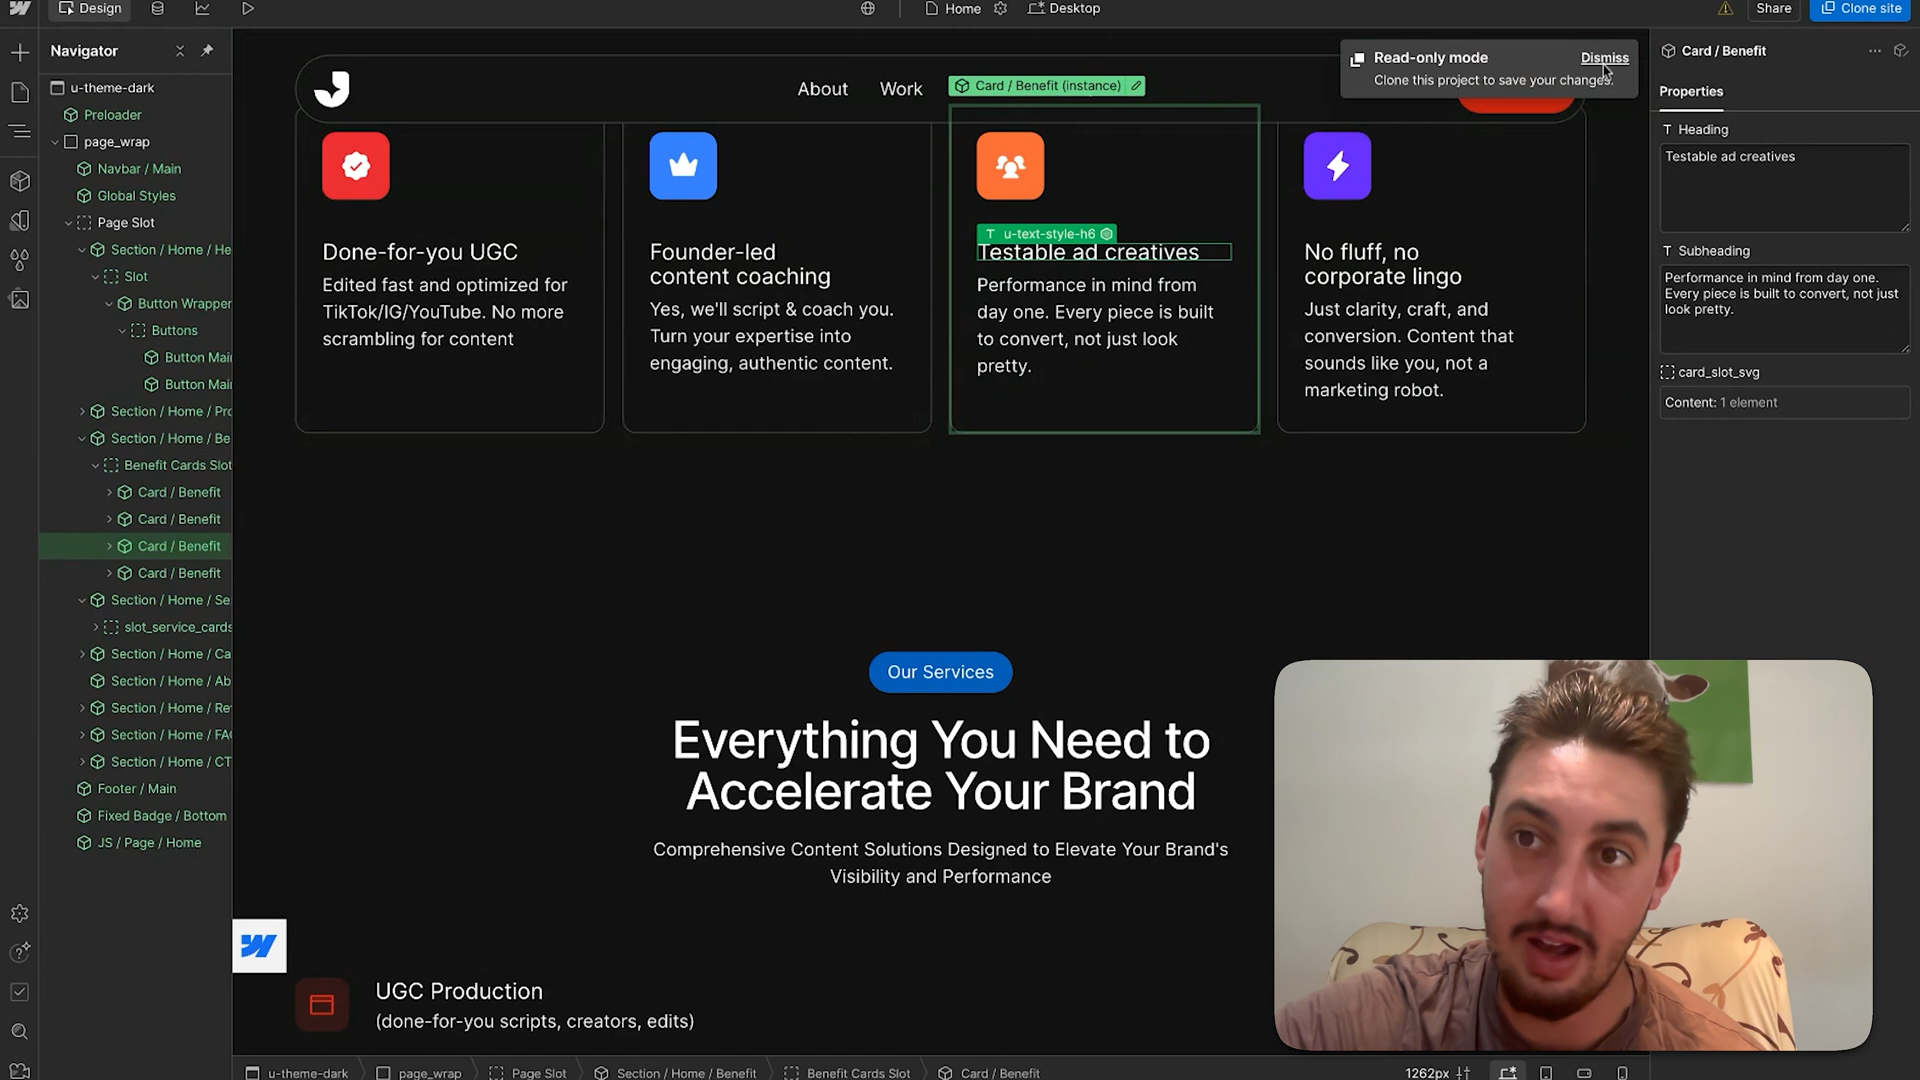 Design
Home
Desktop
Share
Clone site
Navigator
u-theme-dark
Preloader
page_wrap
Navbar / Main
Global Styles
Page Slot
Section / Home / He
Slot
Button Wrapper
Buttons
Button Mai
Button Mai
Section / Home / Pro
Section / Home / Be
Benefit Cards Slot
Card / Benefit
Card / Benefit
Card / Benefit
Card / Benefit
Section / Home / Se
slot_service_cards
Section / Home / Ca
Section / Home / Ab
Section / Home / Re
Section / Home / FA
Section / Home / CT
Footer / Main
Fixed Badge / Bottom
JS / Page / Home
About
Work
Card / Benefit (instance)
Read-only mode
Dismiss
Clone this project to save your changes.
Done-for-you UGC
Edited fast and optimized for
TikTok/IG/YouTube. No more
scrambling for content
Founder-led
content coaching
Yes, we'll script & coach you.
Turn your expertise into
engaging, authentic content.
u-text-style-h6
Testable ad creatives
Performance in mind from
day one. Every piece is built
to convert, not just look
pretty.
No fluff, no
corporate lingo
Just clarity, craft, and
conversion. Content that
sounds like you, not a
marketing robot.
Our Services
Everything You Need to
Accelerate Your Brand
Comprehensive Content Solutions Designed to Elevate Your Brand's
Visibility and Performance
UGC Production
(done-for-you scripts, creators, edits)
Card / Benefit
Properties
Heading
Testable ad creatives
Subheading
Performance in mind from day one.
Every piece is built to convert, not just
look pretty.
card_slot_svg
Content: 1 element
u-theme-dark
page_wrap
Page Slot
Section / Home / Benefit
Benefit Cards Slot
Card / Benefit
1262px